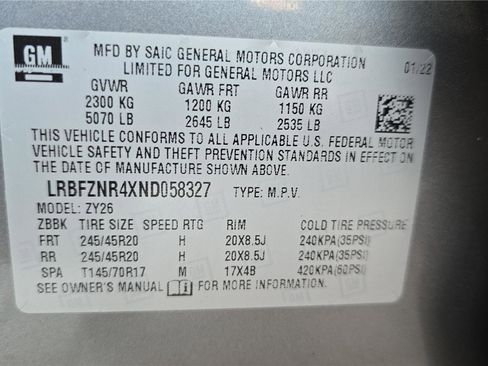 GM
MFD BY SAIC GENERAL MOTORS CORPORATION
LIMITED FOR GENERAL MOTORS LLC
01/22
GVWR GAWR FRT GAWR RR
2300 KG 1200 KG 1150 KG
5070 LB 2645 LB 2535 LB
THIS VEHICLE CONFORMS TO ALL APPLICABLE U.S. FEDERAL MOTOR
VEHICLE SAFETY AND THEFT PREVENTION STANDARDS IN EFFECT ON
THE DATE OF MANUFACTURE SHOWN ABOVE.
LRBFZNR4XND058327 TYPE: M.P.V.
MODEL: ZY26
ZBBK TIRE SIZE SPEED RTG RIM COLD TIRE PRESSURE
FRT 245/45R20 H 20X8.5J 240KPA(35PSI)
RR 245/45R20 H 20X8.5J 240KPA(35PSI)
SPA T145/70R17 M 17X4B 420KPA(60PSI)
SEE OWNER'S MANUAL i FOR MORE INFORMATION.